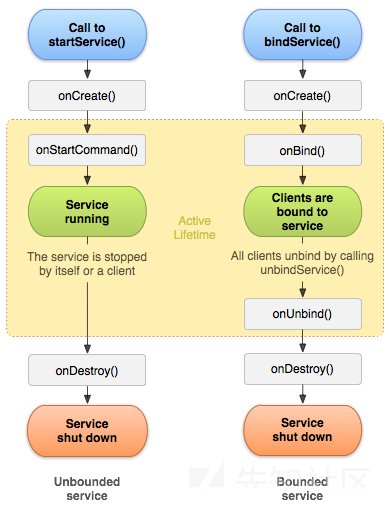 Call to
startService()
onCreate()
onStartCommand()
Service
running
The service is stopped
by itself or a client
onDestroy()
Service
shut down
Unbounded
service
Active
Lifetime
Call to
bindService()
onCreate()
onBind()
Clients are
bound to
service
All clients unbind by calling
unbindService()
onUnbind()
onDestroy()
Service
shut down
Bounded
service
先知社区